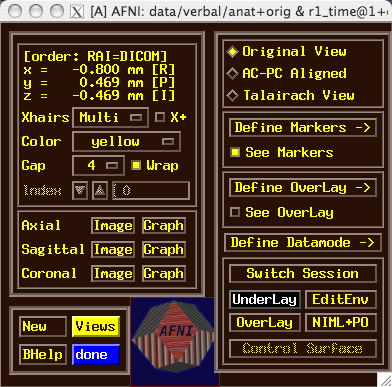 [A] AFNI: data/verbal/anat+orig & r1_time@1+
[order: RAI=DICOM]
x = -0.800 mm [R]
y = 0.469 mm [P]
z = -0.469 mm [I]
Xhairs Multi X+
Color yellow
Gap 4 Wrap
Index 0
Axial Image Graph
Sagittal Image Graph
Coronal Image Graph
New Views
BHelp done
AFNI
Original View
AC-PC Aligned
Talairach View
Define Markers ->
See Markers
Define OverLay ->
See OverLay
Define Datamode ->
Switch Session
UnderLay EditEnv
OverLay NIML+PO
Control Surface